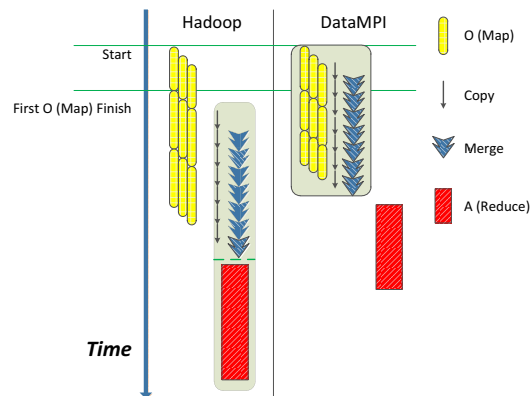 Hadoop DataMPI
Start
First O (Map) Finish
Time
O (Map)
Copy
Merge
A (Reduce)